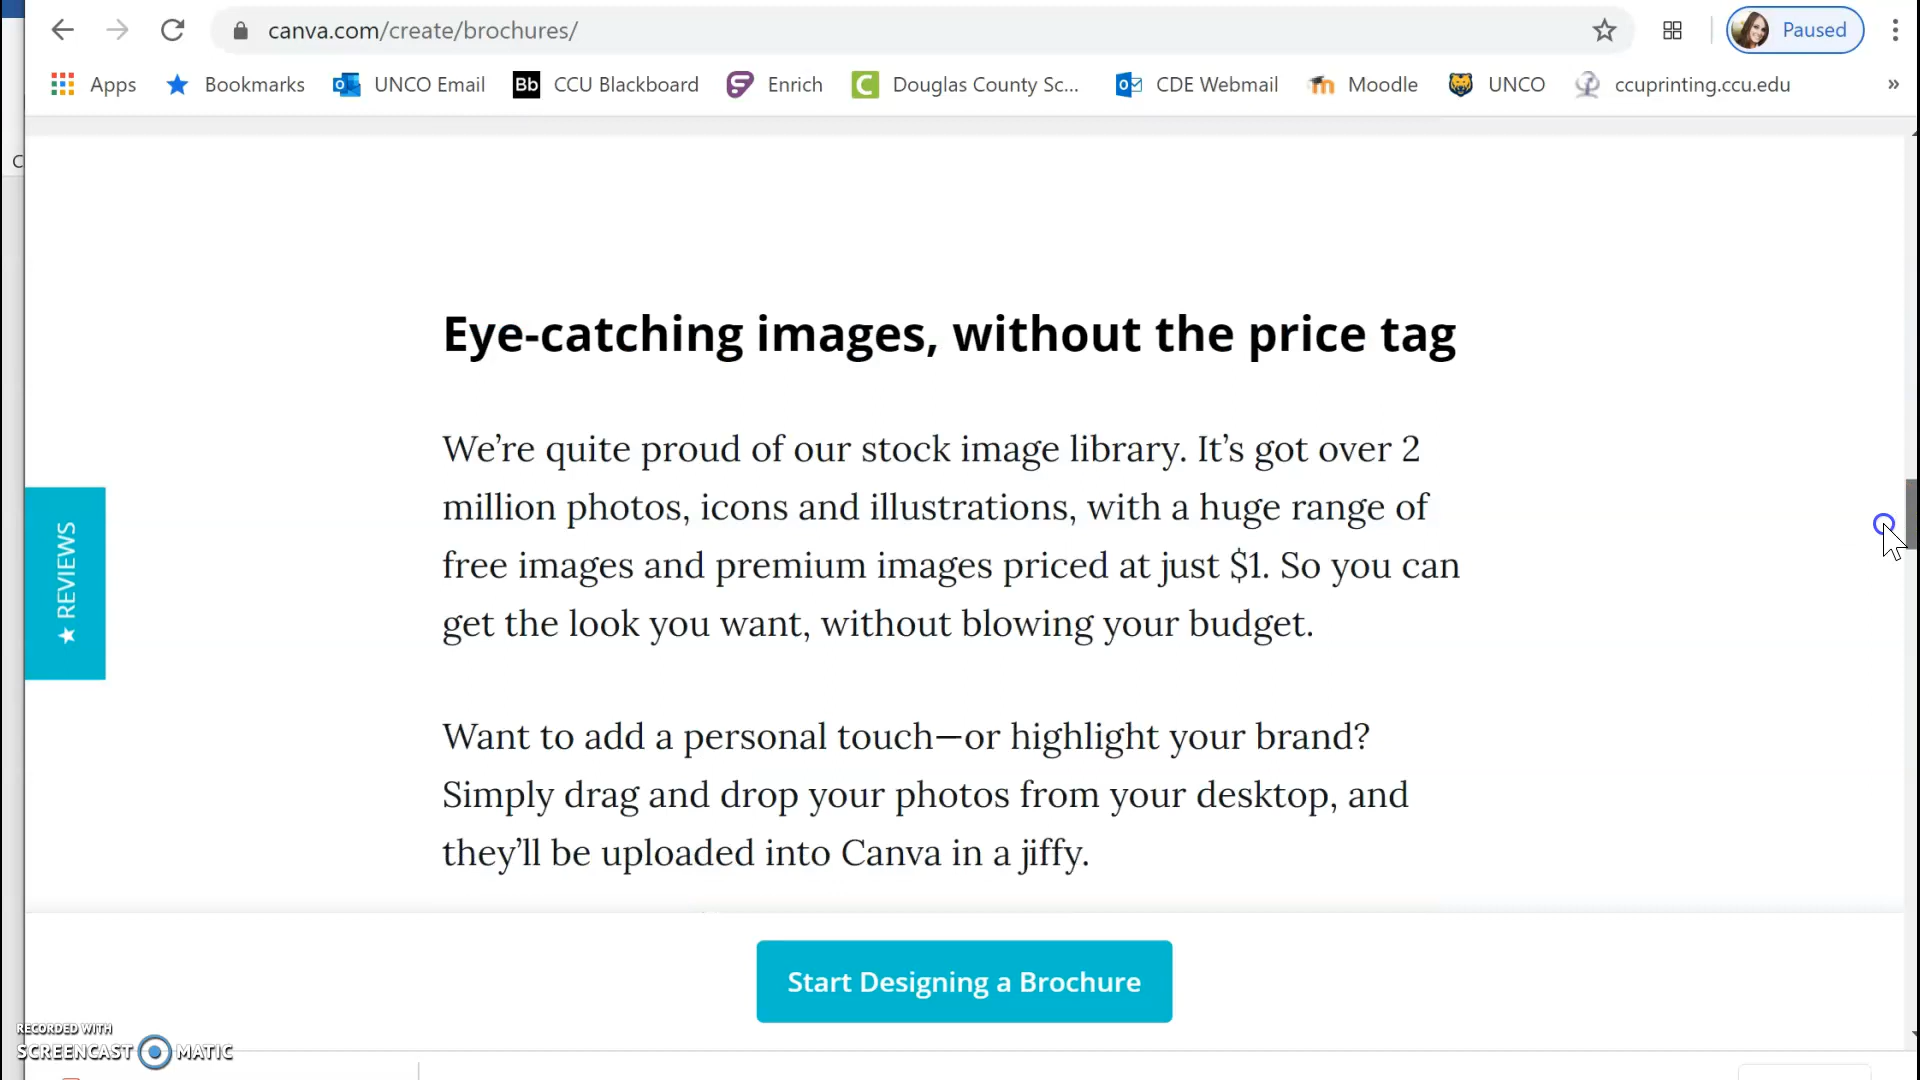 canva.com/create/brochures/
Paused
Apps
Bookmarks
UNCO Email
Bb
CCU Blackboard
Enrich
Douglas County Sc...
CDE Webmail
Moodle
UNCO
ccuprinting.ccu.edu
»
C
Eye-catching images, without the price tag
We’re quite proud of our stock image library. It’s got over 2
million photos, icons and illustrations, with a huge range of
free images and premium images priced at just $1. So you can
get the look you want, without blowing your budget.
★ REVIEWS
Want to add a personal touch—or highlight your brand?
Simply drag and drop your photos from your desktop, and
they’ll be uploaded into Canva in a jiffy.
Start Designing a Brochure
RECORDED WITH
SCREENCAST MATIC